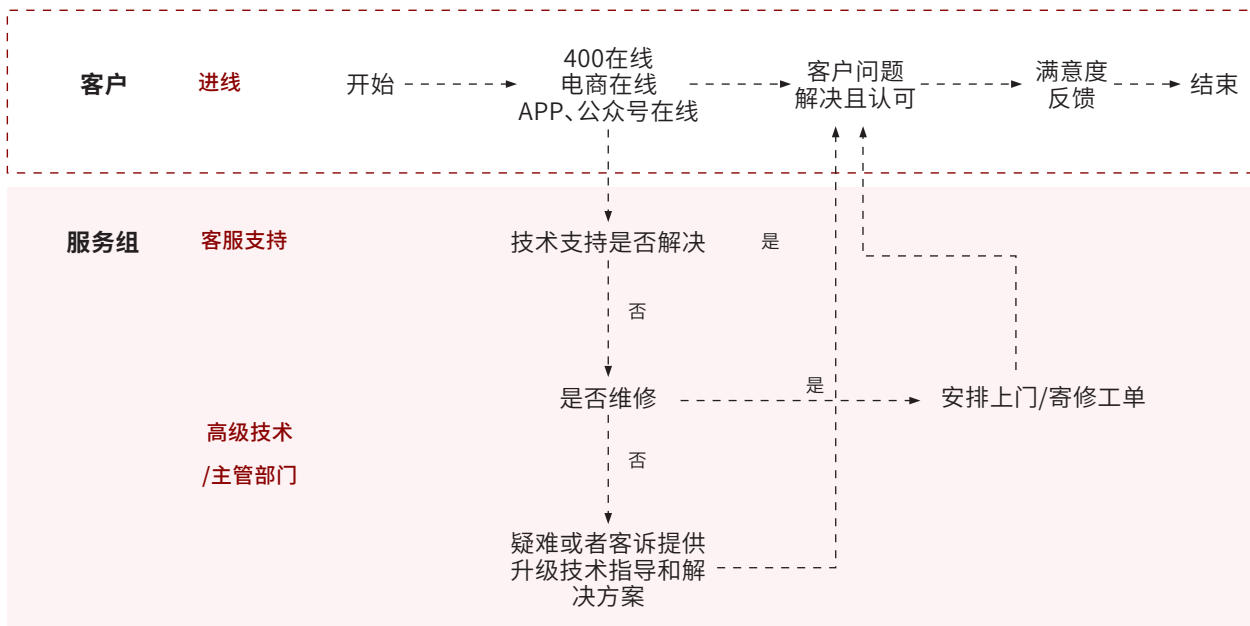 客户
进线
开始
400在线
电商在线
APP、公众号在线
客户问题
解决且认可
满意度
反馈
结束
服务组
客服支持
技术支持是否解决
是
否
是否维修
是
安排上门/寄修工单
高级技术
/主管部门
否
疑难或者客诉提供
升级技术指导和解
决方案